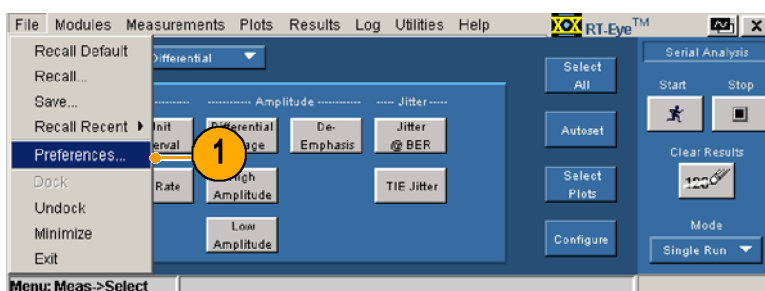 File Modules Measurements Plots Results Log Utilities Help RT-Eye™
Recall Default
Recall...
Save...
Recall Recent
Preferences...
Dock
Undock
Minimize
Exit
Differential
Amplitude
Jitter
Differential
De-
Emphasis
Jitter
@ BER
Rate
Amplitude
TIE Jitter
Low
Amplitude
1
Select
All
Autoset
Select
Plots
Configure
Serial Analysis
Start Stop
Clear Results
123
Mode
Single Run
Menu: Meas->Select